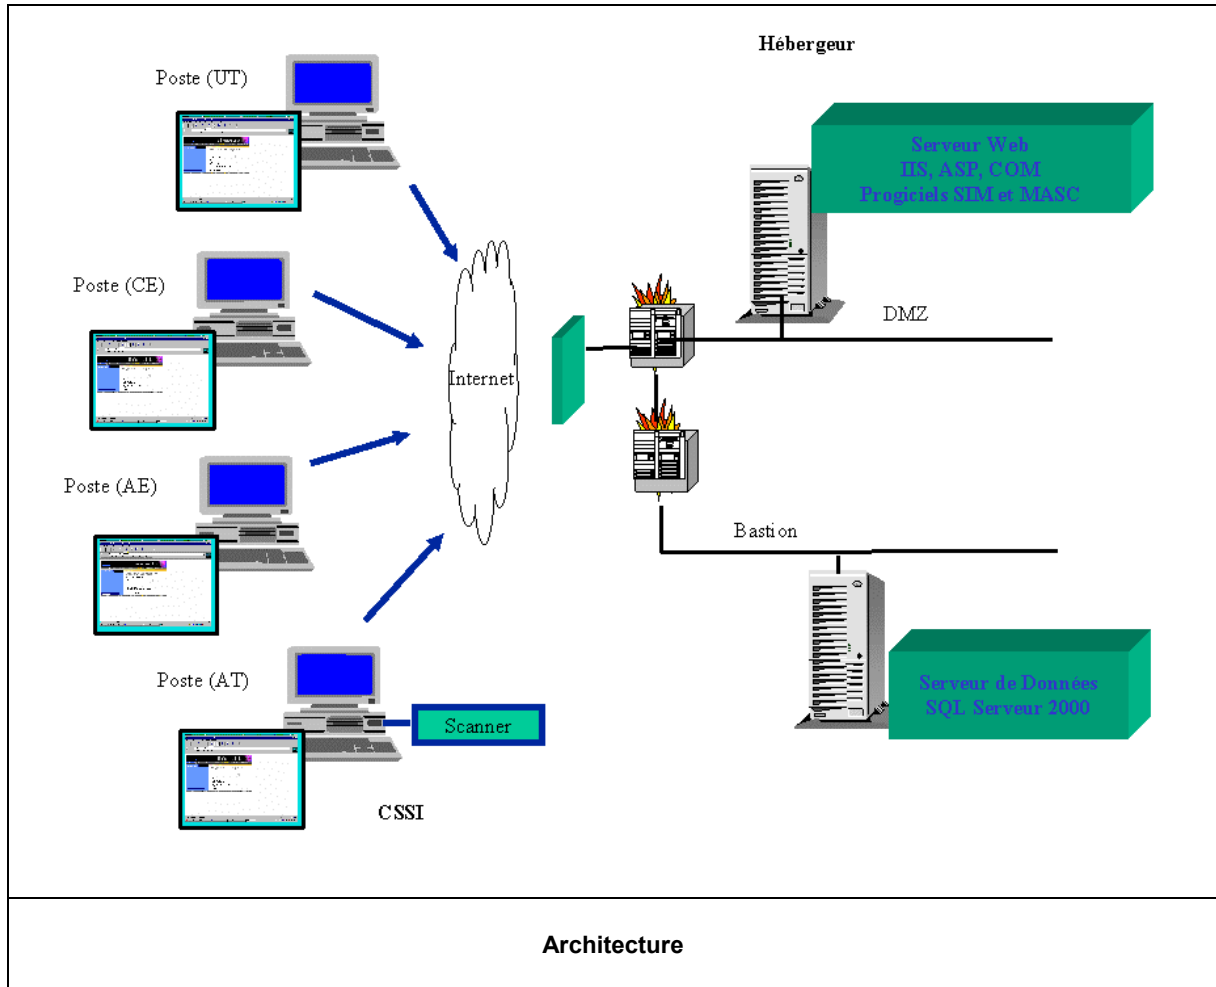 Hébergeur
Poste (UT)
Serveur Web
IIS, ASP, COM
Progiciels SIM et MASC
Poste (CE)
DMZ
Internet
Poste (AE)
Bastion
Poste (AT)
Scanner
Serveur de Données
SQL Serveur 2000
CSSI
Architecture